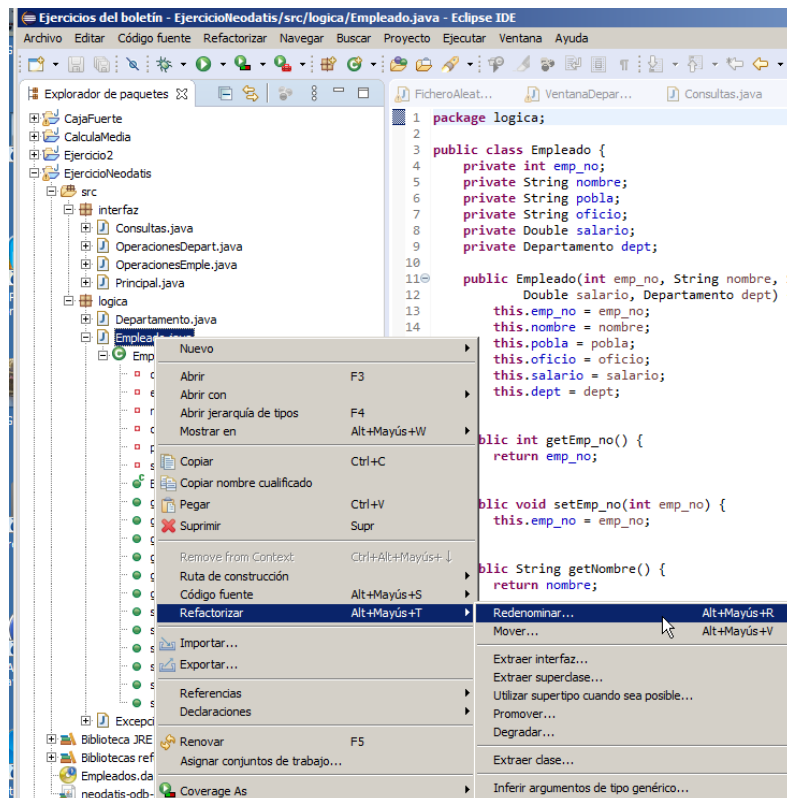 Ejercicios del boletín - EjercicioNeodatis/src/logica/Empleado.java - Eclipse IDE
Archivo Editar Código fuente Refactorizar Navegar Buscar Proyecto Ejecutar Ventana Ayuda
Explorador de paquetes
FicheroAleat... VentanaDepar... Consultas.java
CajaFuerte
CalculaMedia
Ejercicio2
EjercicioNeodatis
src
interfaz
Consultas.java
OperacionesDepart.java
OperacionesEmple.java
Principal.java
logica
Departamento.java
Empleado.java
Emp
Excepci
Biblioteca JRE
Bibliotecas ref
Empleados.da
neodatis-odb-
1 package logica;
2
3 public class Empleado {
4 private int emp_no;
5 private String nombre;
6 private String pobla;
7 private String oficio;
8 private Double salario;
9 private Departamento dept;
10
11 public Empleado(int emp_no, String nombre,
12 Double salario, Departamento dept)
13 this.emp_no = emp_no;
14 this.nombre = nombre;
this.pobla = pobla;
this.oficio = oficio;
this.salario = salario;
this.dept = dept;
blic int getEmp_no() {
return emp_no;
blic void setEmp_no(int emp_no) {
this.emp_no = emp_no;
blic String getNombre() {
return nombre;
Nuevo
Abrir F3
Abrir con
Abrir jerarquía de tipos F4
Mostrar en Alt+Mayús+W
Copiar Ctrl+C
Copiar nombre cualificado
Pegar Ctrl+V
Suprimir Supr
Remove from Context Ctrl+Alt+Mayús+↓
Ruta de construcción
Código fuente Alt+Mayús+S
Refactorizar Alt+Mayús+T
Importar...
Exportar...
Referencias
Declaraciones
Renovar F5
Asignar conjuntos de trabajo...
Coverage As
Redenominar... Alt+Mayús+R
Mover... Alt+Mayús+V
Extraer interfaz...
Extraer superclase...
Utilizar supertipo cuando sea posible...
Promover...
Degradar...
Extraer clase...
Inferir argumentos de tipo genérico...